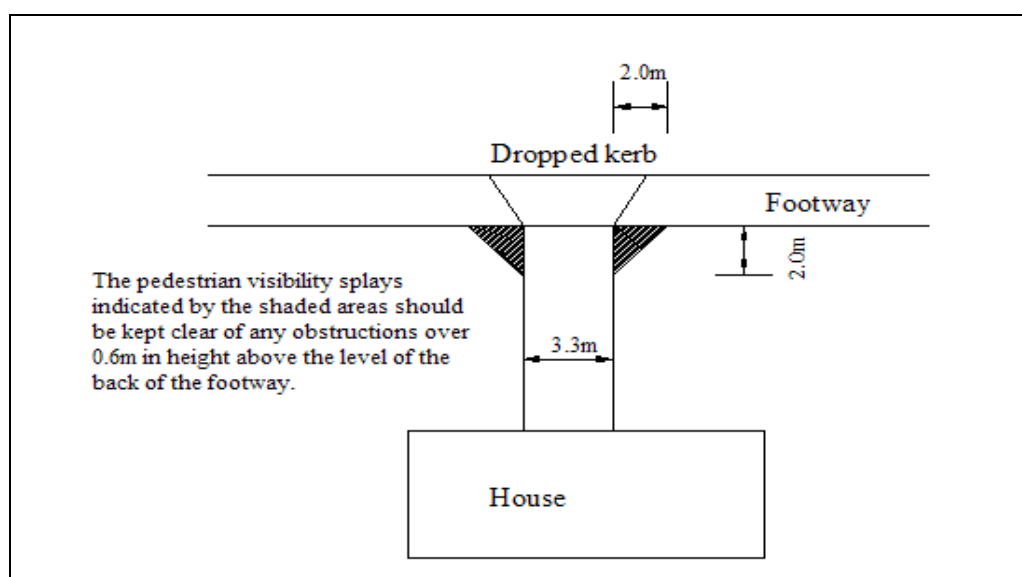 2.0m
Dropped kerb
Footway
2.0m
The pedestrian visibility splays
indicated by the shaded areas should
be kept clear of any obstructions over
0.6m in height above the level of the
back of the footway.
3.3m
House